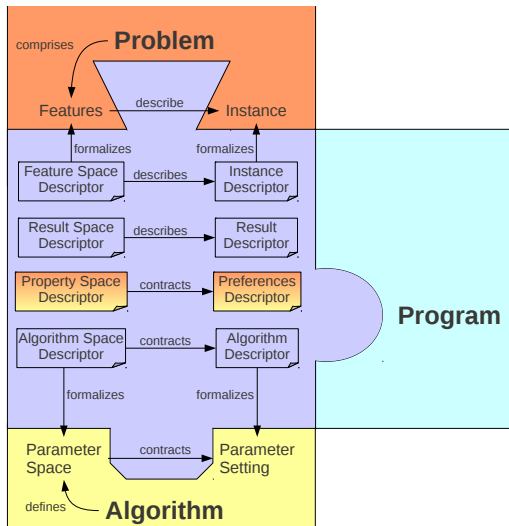 Problem
comprises
Features
describe
Instance
formalizes
formalizes
Feature Space
Descriptor
describes
Instance
Descriptor
Result Space
Descriptor
describes
Result
Descriptor
Property Space
Descriptor
contracts
Preferences
Descriptor
Program
Algorithm Space
Descriptor
contracts
Algorithm
Descriptor
formalizes
formalizes
Parameter
Space
contracts
Parameter
Setting
defines
Algorithm